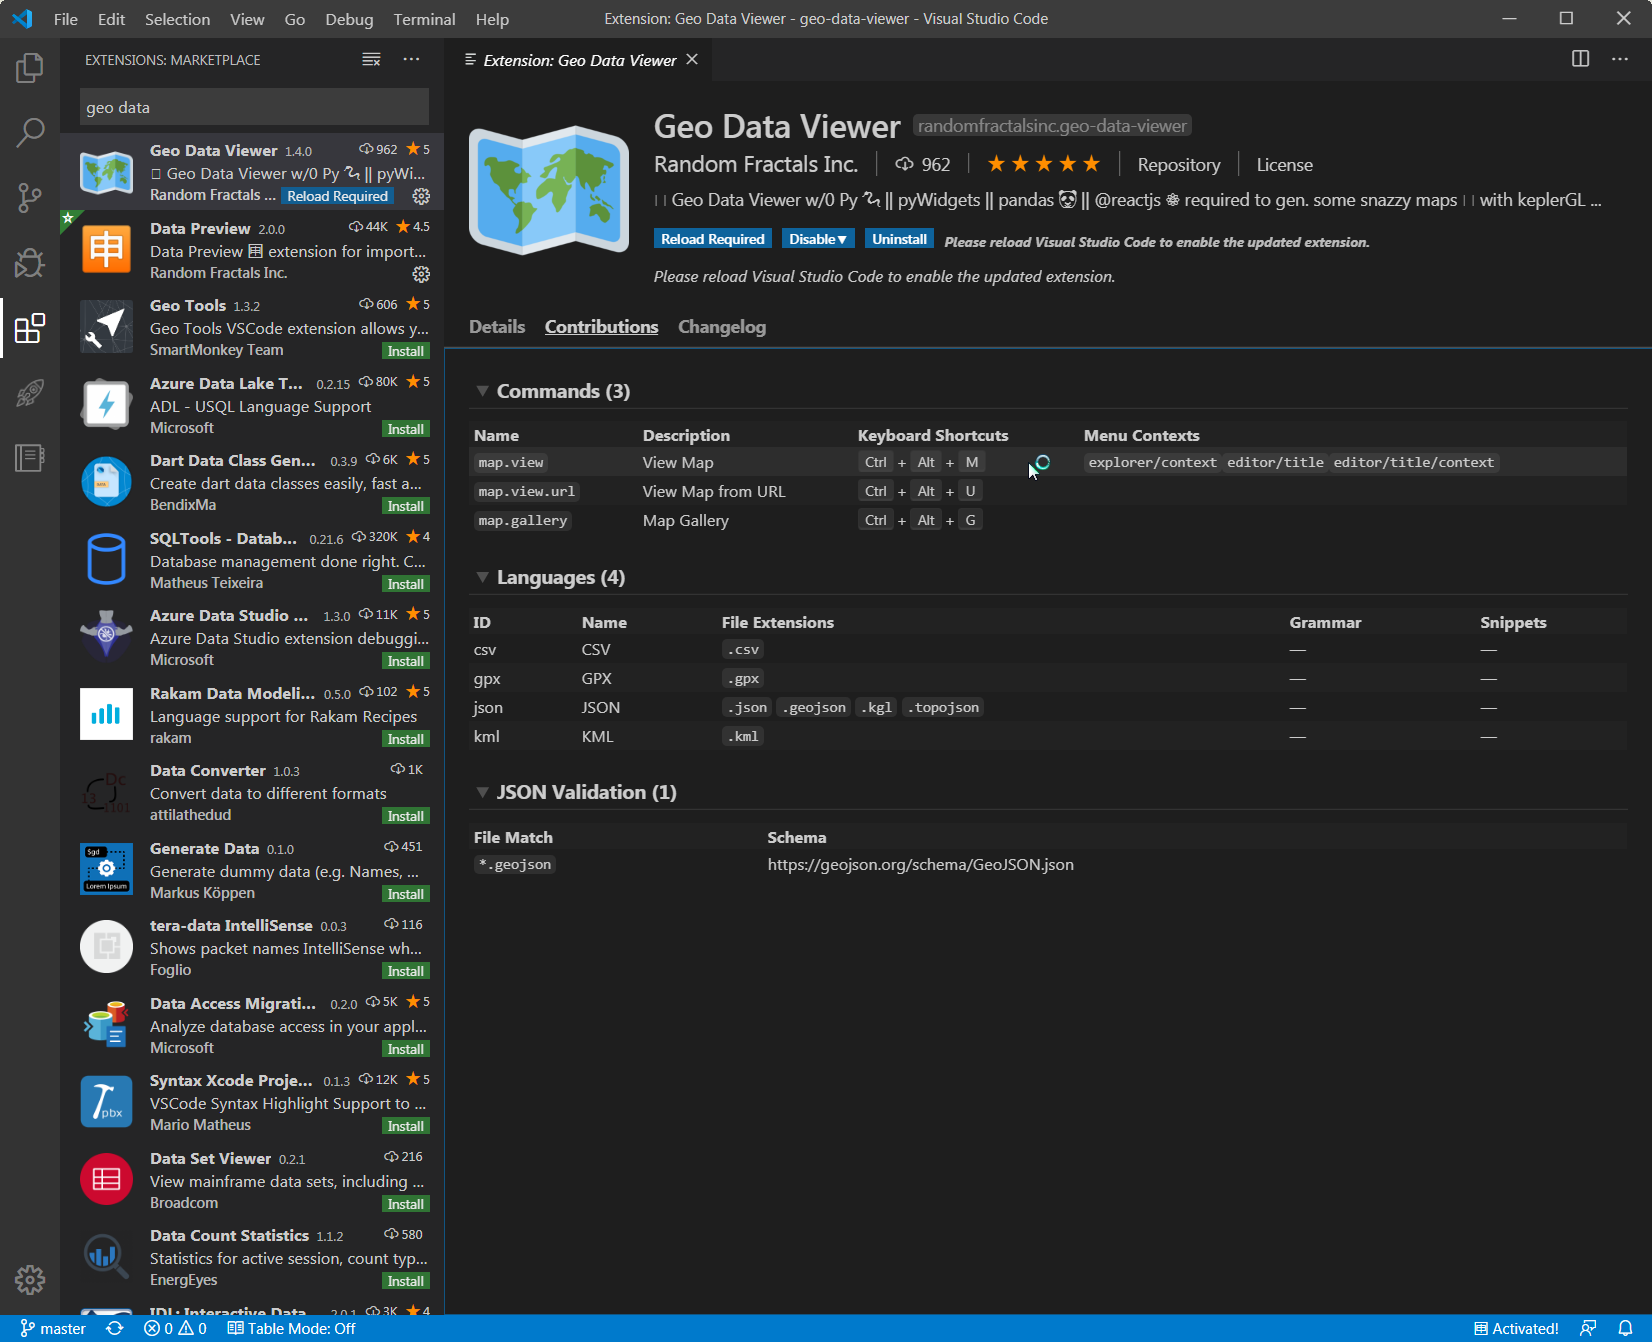 File Edit Selection View Go Debug Terminal Help
Extension: Geo Data Viewer - geo-data-viewer - Visual Studio Code
EXTENSIONS: MARKETPLACE
geo data
Geo Data Viewer 1.4.0 962 ★ 5
Geo Data Viewer w/0 Py 🐍 || pyWi...
Random Fractals ... Reload Required
Data Preview 2.0.0 44K ★ 4.5
Data Preview 🈸 extension for import...
Random Fractals Inc.
Geo Tools 1.3.2 606 ★ 5
Geo Tools VSCode extension allows y...
SmartMonkey Team Install
Azure Data Lake T... 0.2.15 80K ★ 5
ADL - USQL Language Support
Microsoft Install
Dart Data Class Gen... 0.3.9 6K ★ 5
Create dart data classes easily, fast a...
BendixMa Install
SQLTools - Datab... 0.21.6 320K ★ 4
Database management done right. C...
Matheus Teixeira Install
Azure Data Studio ... 1.3.0 11K ★ 5
Azure Data Studio extension debuggi...
Microsoft Install
Rakam Data Modeli... 0.5.0 102 ★ 5
Language support for Rakam Recipes
rakam Install
Data Converter 1.0.3 1K
Convert data to different formats
attilathedud Install
Generate Data 0.1.0 451
Generate dummy data (e.g. Names, ...
Markus Köppen Install
tera-data IntelliSense 0.0.3 116
Shows packet names IntelliSense wh...
Foglio Install
Data Access Migrati... 0.2.0 5K ★ 5
Analyze database access in your appl...
Microsoft Install
Syntax Xcode Proje... 0.1.3 12K ★ 5
VSCode Syntax Highlight Support to ...
Mario Matheus Install
Data Set Viewer 0.2.1 216
View mainframe data sets, including ...
Broadcom Install
Data Count Statistics 1.1.2 580
Statistics for active session, count typ...
EnergEyes Install
IDL: Interactive Data 2.0.1 3K ★ 4
申
Sgd
Lorem Ipsum
pbx
Extension: Geo Data Viewer
Geo Data Viewer randomfractalsinc.geo-data-viewer
Random Fractals Inc. 962 ★★★★★ Repository License
Geo Data Viewer w/0 Py 🐍 || pyWidgets || pandas 🐼 || @reactjs ⚛ required to gen. some snazzy maps with keplerGL ...
Reload Required Disable▼ Uninstall Please reload Visual Studio Code to enable the updated extension.
Please reload Visual Studio Code to enable the updated extension.
Details Contributions Changelog
Commands (3)
Name Description Keyboard Shortcuts Menu Contexts
map.view View Map Ctrl + Alt + M explorer/context editor/title editor/title/context
map.view.url View Map from URL Ctrl + Alt + U
map.gallery Map Gallery Ctrl + Alt + G
Languages (4)
ID Name File Extensions Grammar Snippets
csv CSV .csv — —
gpx GPX .gpx — —
json JSON .json .geojson .kgl .topojson — —
kml KML .kml — —
JSON Validation (1)
File Match Schema
*.geojson https://geojson.org/schema/GeoJSON.json
master 0 0 Table Mode: Off Activated!